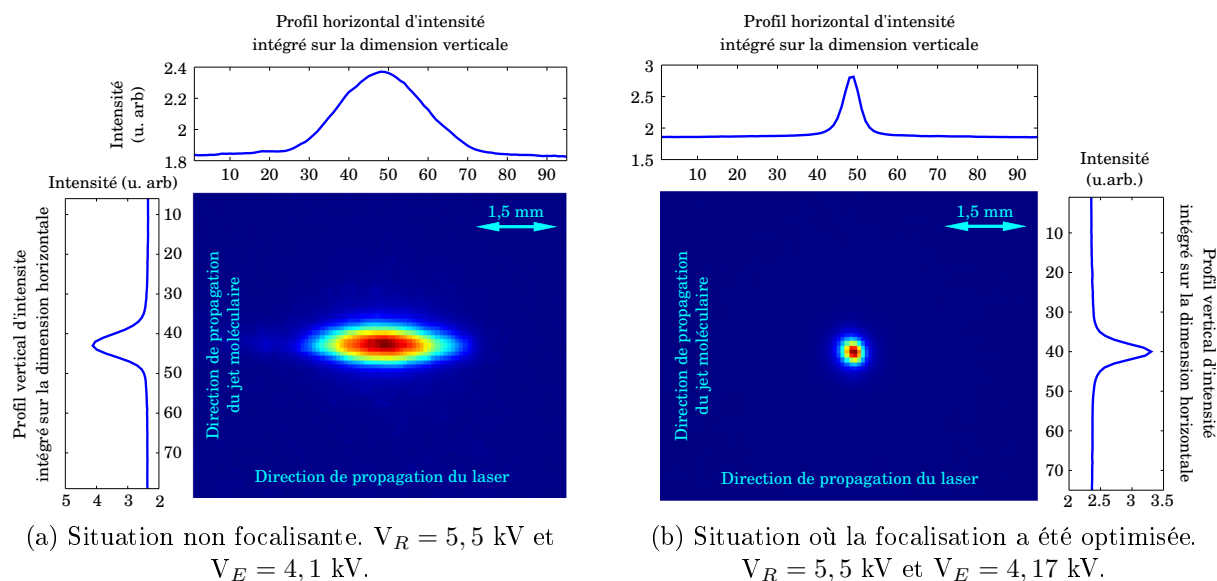 Profil horizontal d'intensité
intégré sur la dimension verticale
Intensité
(u. arb)
2.4
2.2
2
1.8
10 20 30 40 50 60 70 80 90
Intensité (u. arb)
Profil vertical d'intensite
intégré sur la dimension horizontale
10
20
30
40
50
60
70
5 4 3 2
1,5 mm
Direction de propagation
du jet moléculaire
Direction de propagation du laser
(a) Situation non focalisante. V_R = 5, 5 kV et
V_E = 4, 1 kV.
Profil horizontal d'intensité
intégré sur la dimension verticale
3
2.5
2
1.5
10 20 30 40 50 60 70 80 90
1,5 mm
Direction de propagation
du jet moléculaire
Direction de propagation du laser
Intensité
(u.arb.)
10
20
30
40
50
60
70
2 2.5 3 3.5
Profil vertical d'intensité
intégré sur la dimension horizontale
(b) Situation où la focalisation a été optimisée.
V_R = 5, 5 kV et V_E = 4, 17 kV.